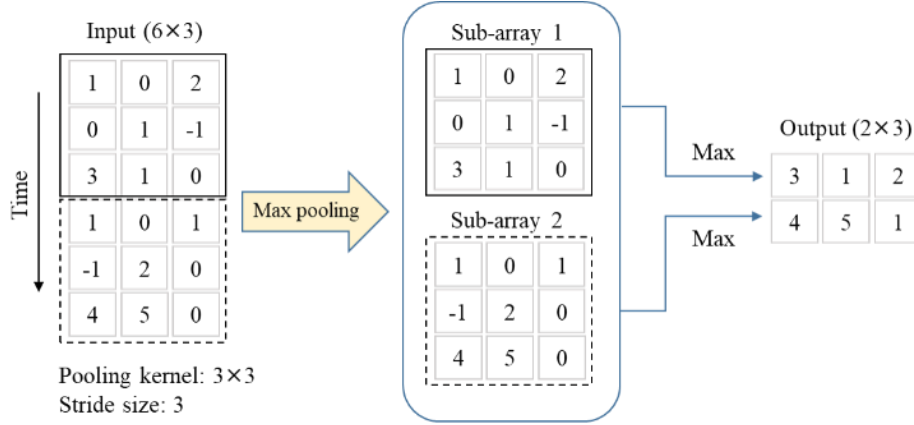 Input (6×3)
1 0 2
0 1 -1
3 1 0
1 0 1
-1 2 0
4 5 0
Time
Pooling kernel: 3×3
Stride size: 3
Max pooling
Sub-array 1
1 0 2
0 1 -1
3 1 0
Sub-array 2
1 0 1
-1 2 0
4 5 0
Max
Max
Output (2×3)
3 1 2
4 5 1